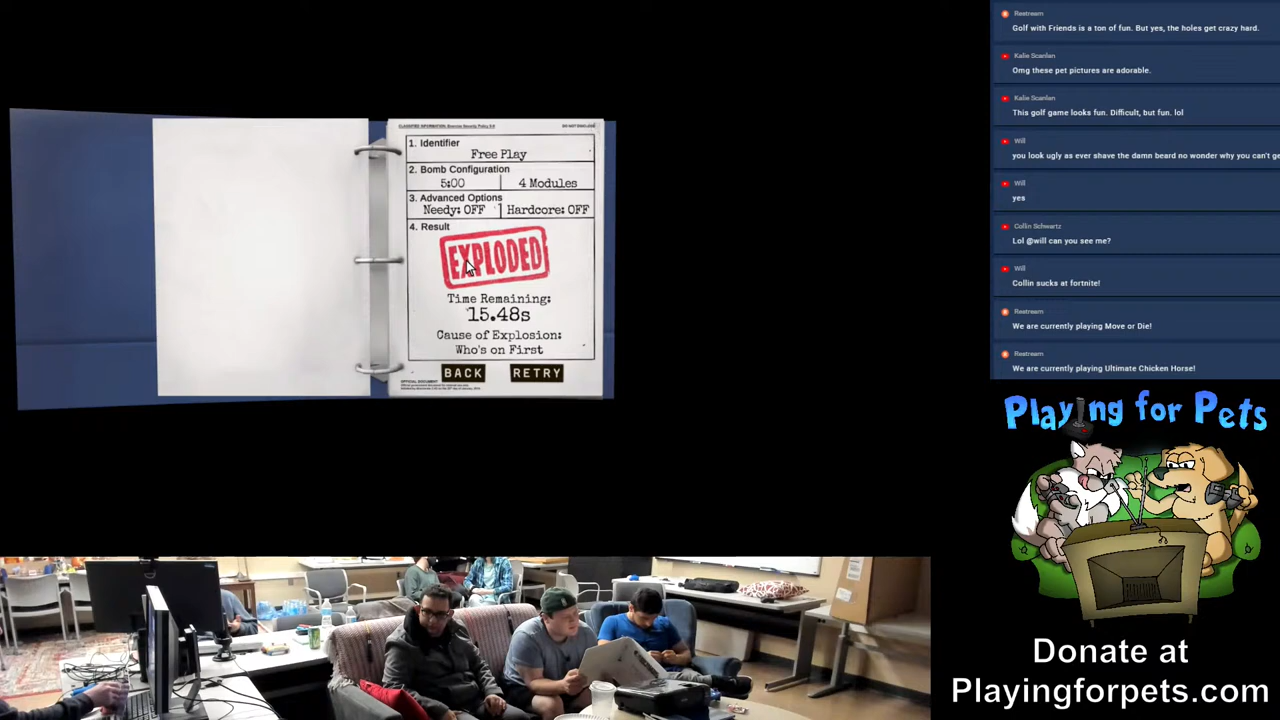 CLASSIFIED INFORMATION:
1. Identifier
Free Play
2. Bomb Configuration
5:00
4 Modules
3. Advanced Options
Needy: OFF
Hardcore: OFF
4. Result
EXPLODED
Time Remaining:
15.48s
Cause of Explosion:
Who's on First
BACK
RETRY
OFFICIAL DOCUMENT
Restream
Golf with Friends is a ton of fun. But yes, the holes get crazy hard.
Kalie Scanlan
Omg these pet pictures are adorable.
Kalie Scanlan
This golf game looks fun. Difficult, but fun. lol
Will
you look ugly as ever shave the damn beard no wonder why you can't ge
Will
yes
Collin Schwartz
Lol @will can you see me?
Will
Collin sucks at fortnite!
Restream
We are currently playing Move or Die!
Restream
We are currently playing Ultimate Chicken Horse!
Playing for Pets
Donate at
Playingforpets.com